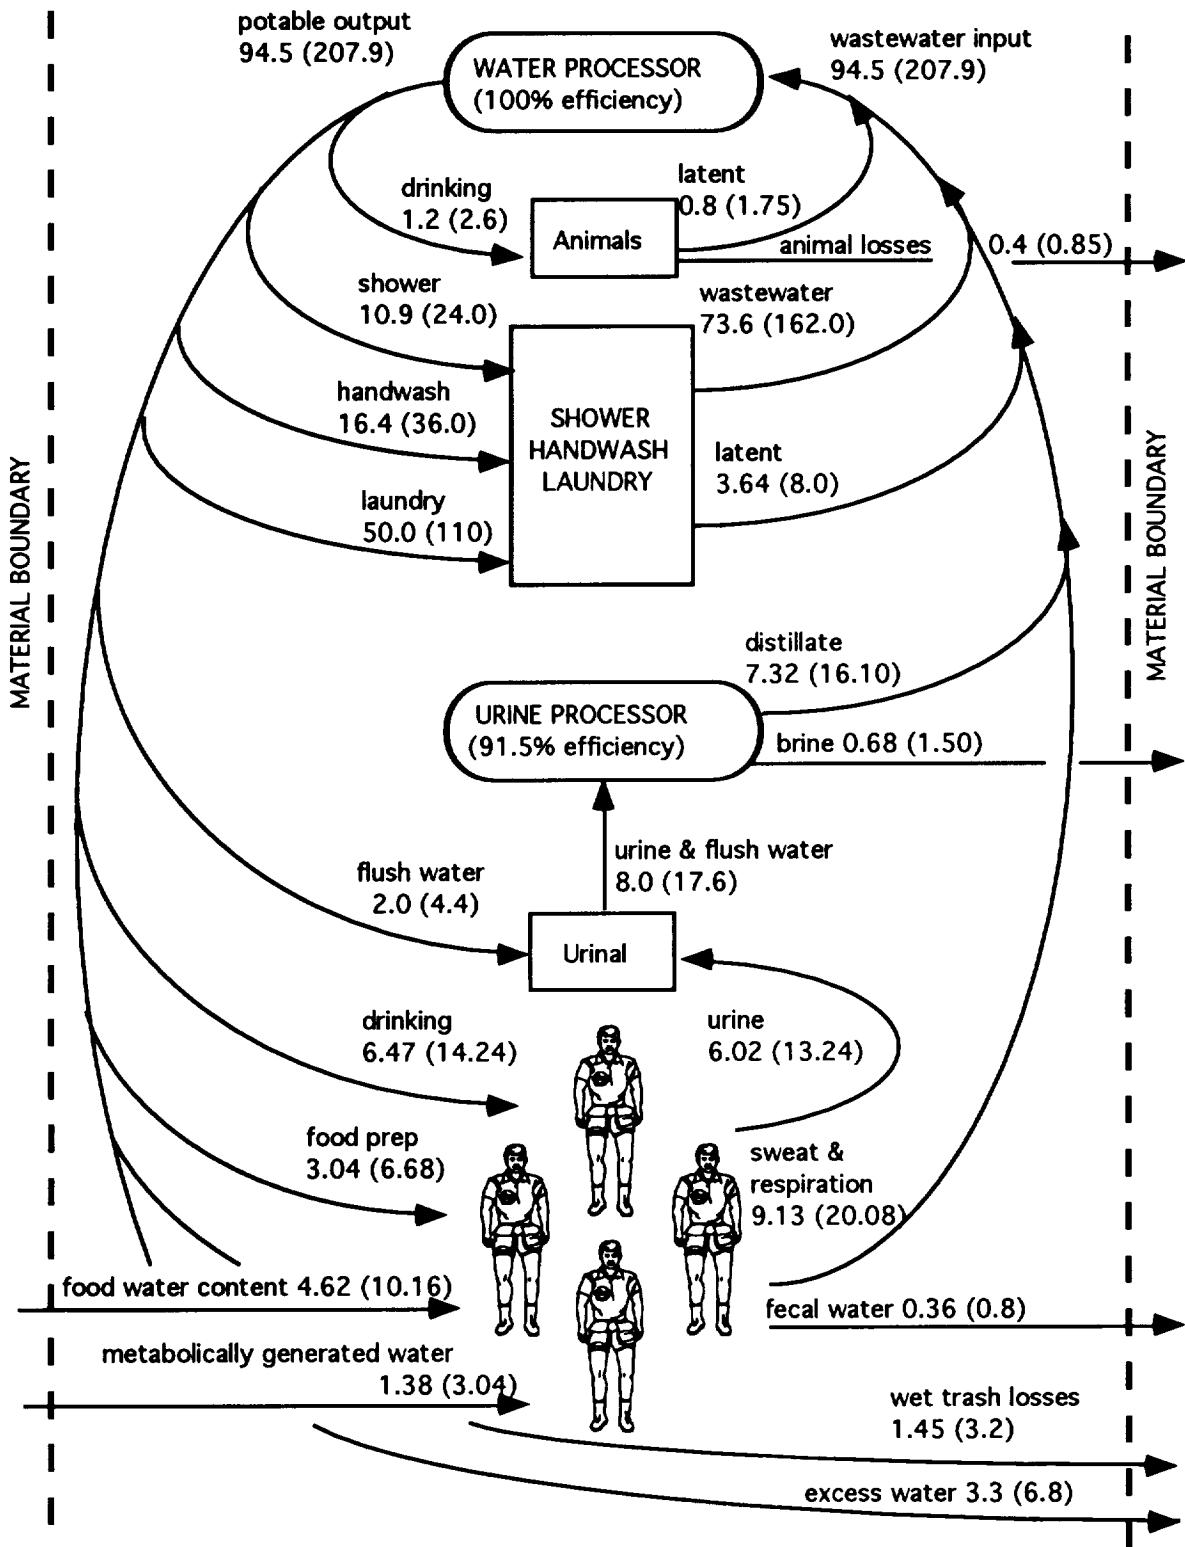 potable output
94.5 (207.9)
WATER PROCESSOR
(100% efficiency)
wastewater input
94.5 (207.9)
drinking
1.2 (2.6)
Animals
latent
0.8 (1.75)
animal losses
0.4 (0.85)
shower
10.9 (24.0)
wastewater
73.6 (162.0)
handwash
16.4 (36.0)
SHOWER
HANDWASH
LAUNDRY
latent
3.64 (8.0)
laundry
50.0 (110)
MATERIAL BOUNDARY
MATERIAL BOUNDARY
distillate
7.32 (16.10)
URINE PROCESSOR
(91.5% efficiency)
brine 0.68 (1.50)
urine & flush water
8.0 (17.6)
flush water
2.0 (4.4)
Urinal
drinking
6.47 (14.24)
urine
6.02 (13.24)
food prep
3.04 (6.68)
sweat &
respiration
9.13 (20.08)
food water content 4.62 (10.16)
fecal water 0.36 (0.8)
metabolically generated water
1.38 (3.04)
wet trash losses
1.45 (3.2)
excess water 3.3 (6.8)